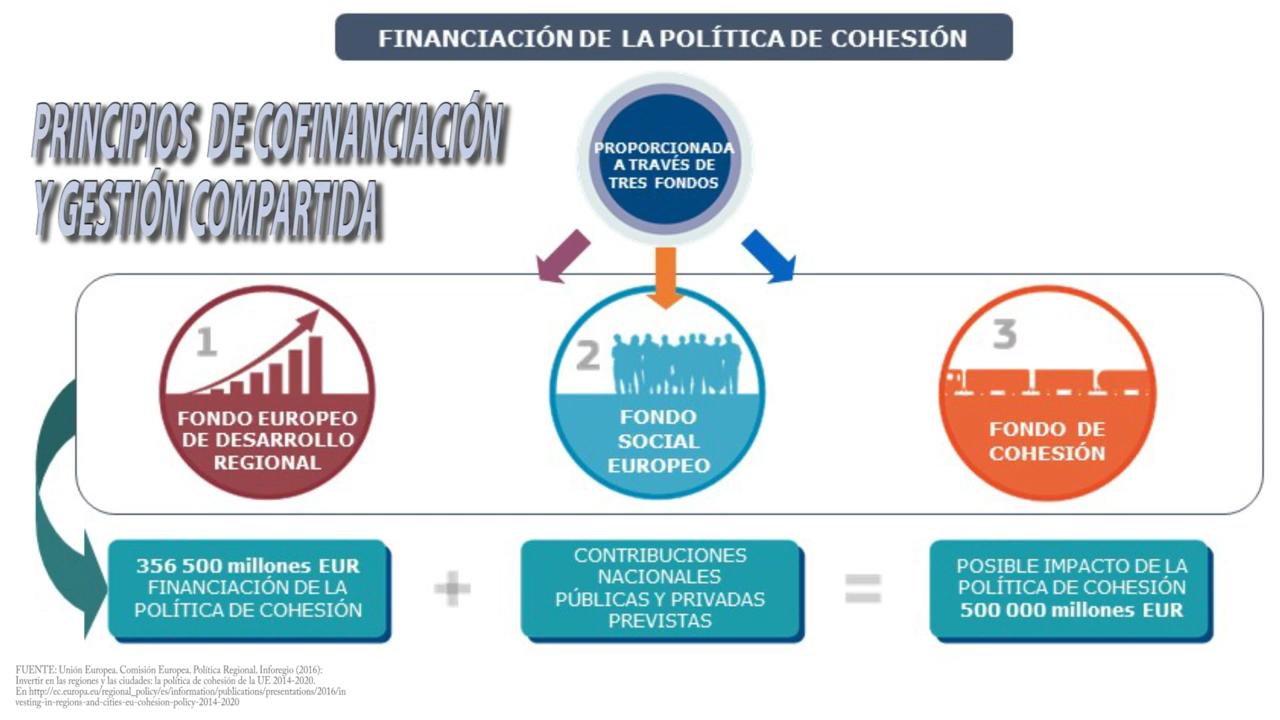 FINANCIACIÓN DE LA POLÍTICA DE COHESIÓN
PRINCIPIOS DE COFINANCIACIÓN
Y GESTIÓN COMPARTIDA
PROPORCIONADA
A TRAVÉS DE
TRES FONDOS
1
FONDO EUROPEO
DE DESARROLLO
REGIONAL
2
FONDO
SOCIAL
EUROPEO
3
FONDO DE
COHESIÓN
356 500 millones EUR
FINANCIACIÓN DE LA
POLÍTICA DE COHESIÓN
+
CONTRIBUCIONES
NACIONALES
PÚBLICAS Y PRIVADAS
PREVISTAS
=
POSIBLE IMPACTO DE LA
POLÍTICA DE COHESIÓN
500 000 millones EUR
FUENTE: Unión Europea. Comisión Europea. Política Regional. Inforegio (2016):
Invertir en las regiones y las ciudades: la política de cohesión de la UE 2014-2020.
En http://ec.europa.eu/regional_policy/es/information/publications/presentations/2016/in
vesting-in-regions-and-cities-eu-cohesion-policy-2014-2020